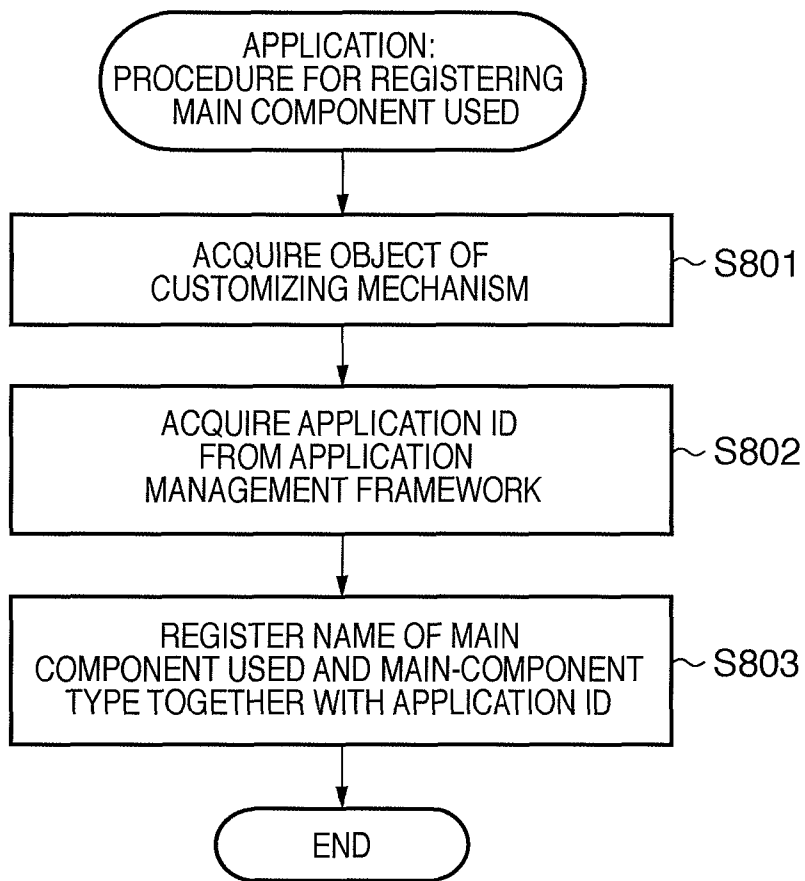 APPLICATION:
PROCEDURE FOR REGISTERING
MAIN COMPONENT USED
ACQUIRE OBJECT OF
CUSTOMIZING MECHANISM
S801
ACQUIRE APPLICATION ID
FROM APPLICATION
MANAGEMENT FRAMEWORK
S802
REGISTER NAME OF MAIN
COMPONENT USED AND MAIN-COMPONENT
TYPE TOGETHER WITH APPLICATION ID
S803
END